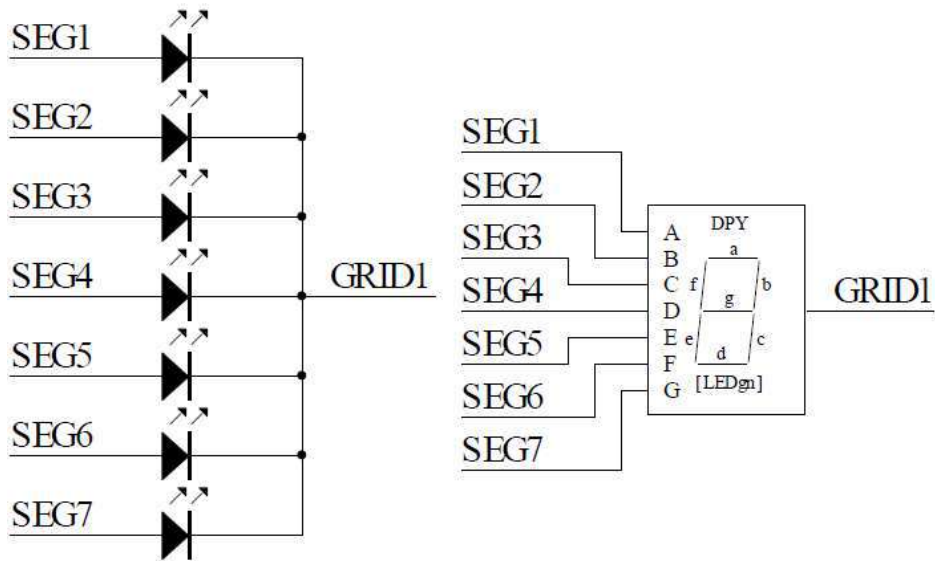 SEG1
SEG2
SEG3
SEG4
SEG5
SEG6
SEG7
GRID1
SEG1
SEG2
SEG3
SEG4
SEG5
SEG6
SEG7
DPY
A
B
C
D
E
F
G
a
f b
g
e c
d
[LEDgn]
GRID1